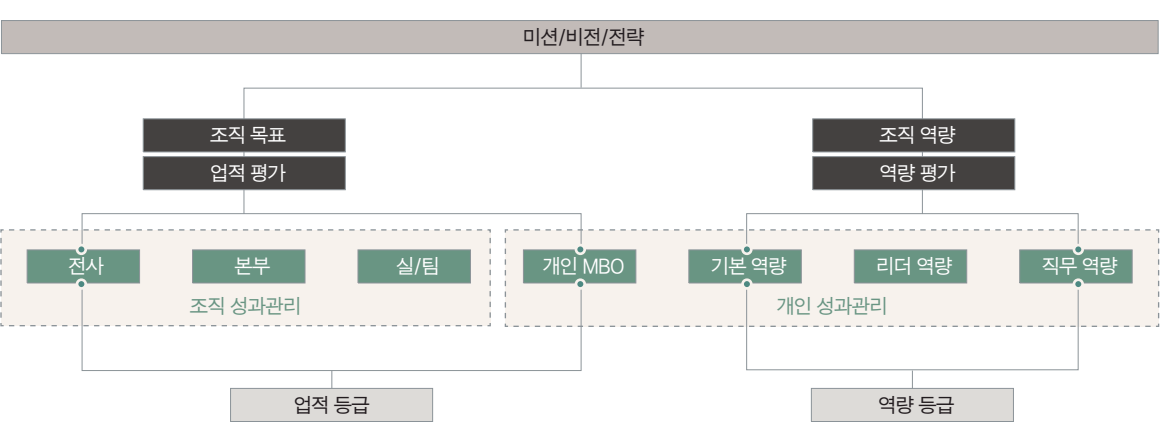 미션/비전/전략
조직 목표
조직 역량
업적 평가
역량 평가
전사
본부
실/팀
개인 MBO
기본 역량
리더 역량
직무 역량
조직 성과관리
개인 성과관리
업적 등급
역량 등급